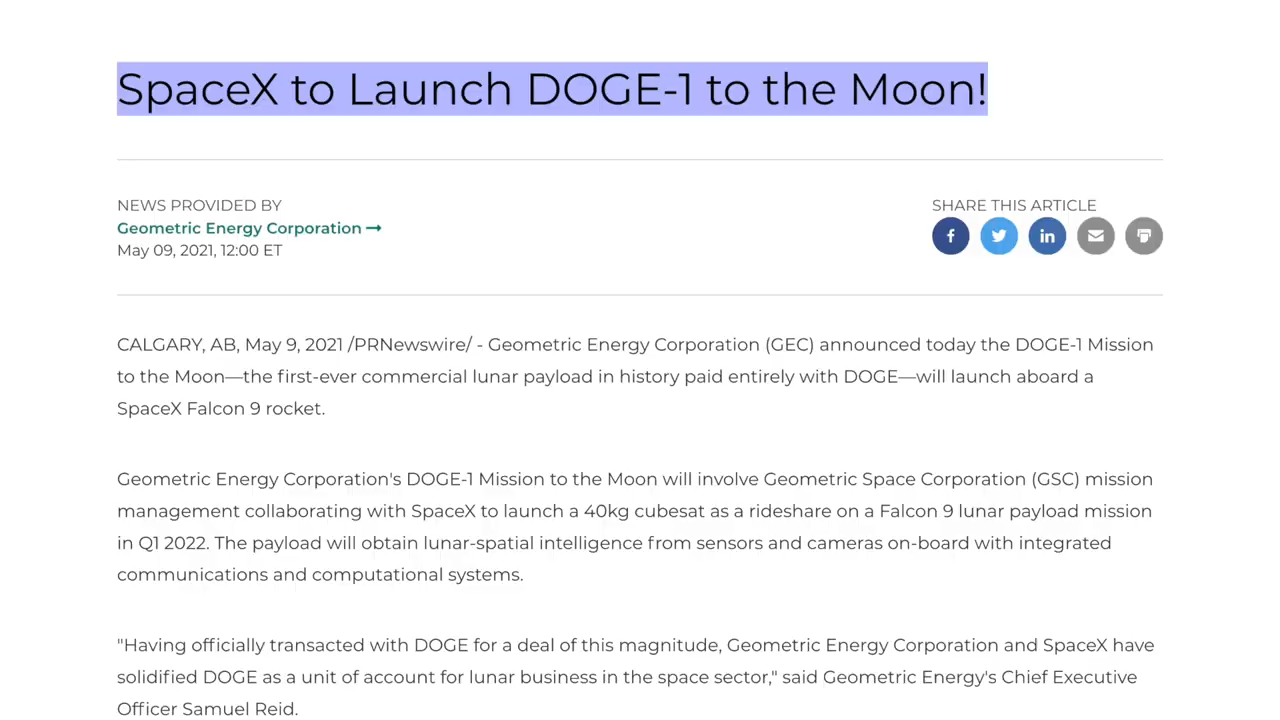 SpaceX to Launch DOGE-1 to the Moon!
NEWS PROVIDED BY
Geometric Energy Corporation →
May 09, 2021, 12:00 ET
SHARE THIS ARTICLE
CALGARY, AB, May 9, 2021 /PRNewswire/ - Geometric Energy Corporation (GEC) announced today the DOGE-1 Mission
to the Moon—the first-ever commercial lunar payload in history paid entirely with DOGE—will launch aboard a
SpaceX Falcon 9 rocket.
Geometric Energy Corporation's DOGE-1 Mission to the Moon will involve Geometric Space Corporation (GSC) mission
management collaborating with SpaceX to launch a 40kg cubesat as a rideshare on a Falcon 9 lunar payload mission
in Q1 2022. The payload will obtain lunar-spatial intelligence from sensors and cameras on-board with integrated
communications and computational systems.
"Having officially transacted with DOGE for a deal of this magnitude, Geometric Energy Corporation and SpaceX have
solidified DOGE as a unit of account for lunar business in the space sector," said Geometric Energy's Chief Executive
Officer Samuel Reid.